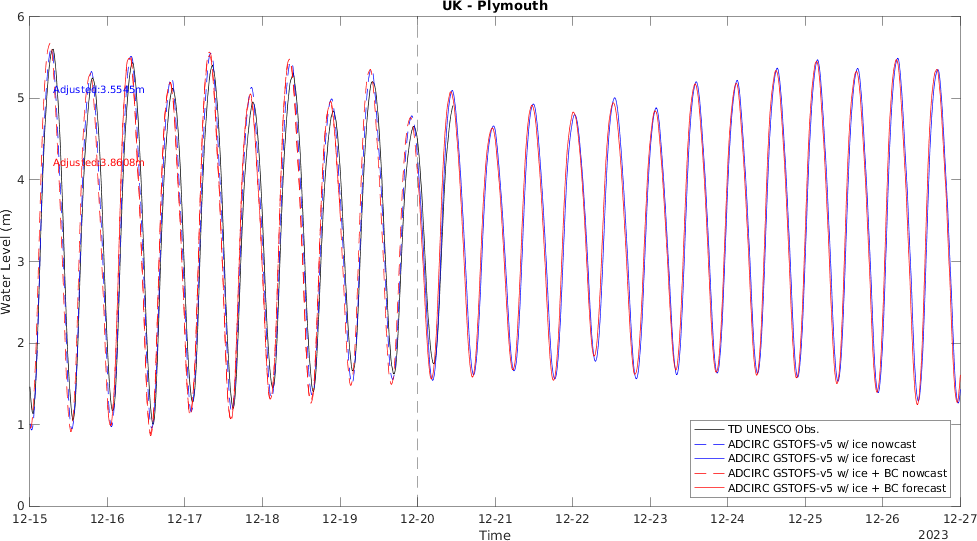 UK - Plymouth
6
5
4
3
2
1
0
Water Level (m)
Adjusted:3.5545m
Adjusted:3.8608m
TD UNESCO Obs.
ADCIRC GSTOFS-v5 w/ ice nowcast
ADCIRC GSTOFS-v5 w/ ice forecast
ADCIRC GSTOFS-v5 w/ ice + BC nowcast
ADCIRC GSTOFS-v5 w/ ice + BC forecast
12-15 12-16 12-17 12-18 12-19 12-20 12-21 12-22 12-23 12-24 12-25 12-26 12-27
Time
2023